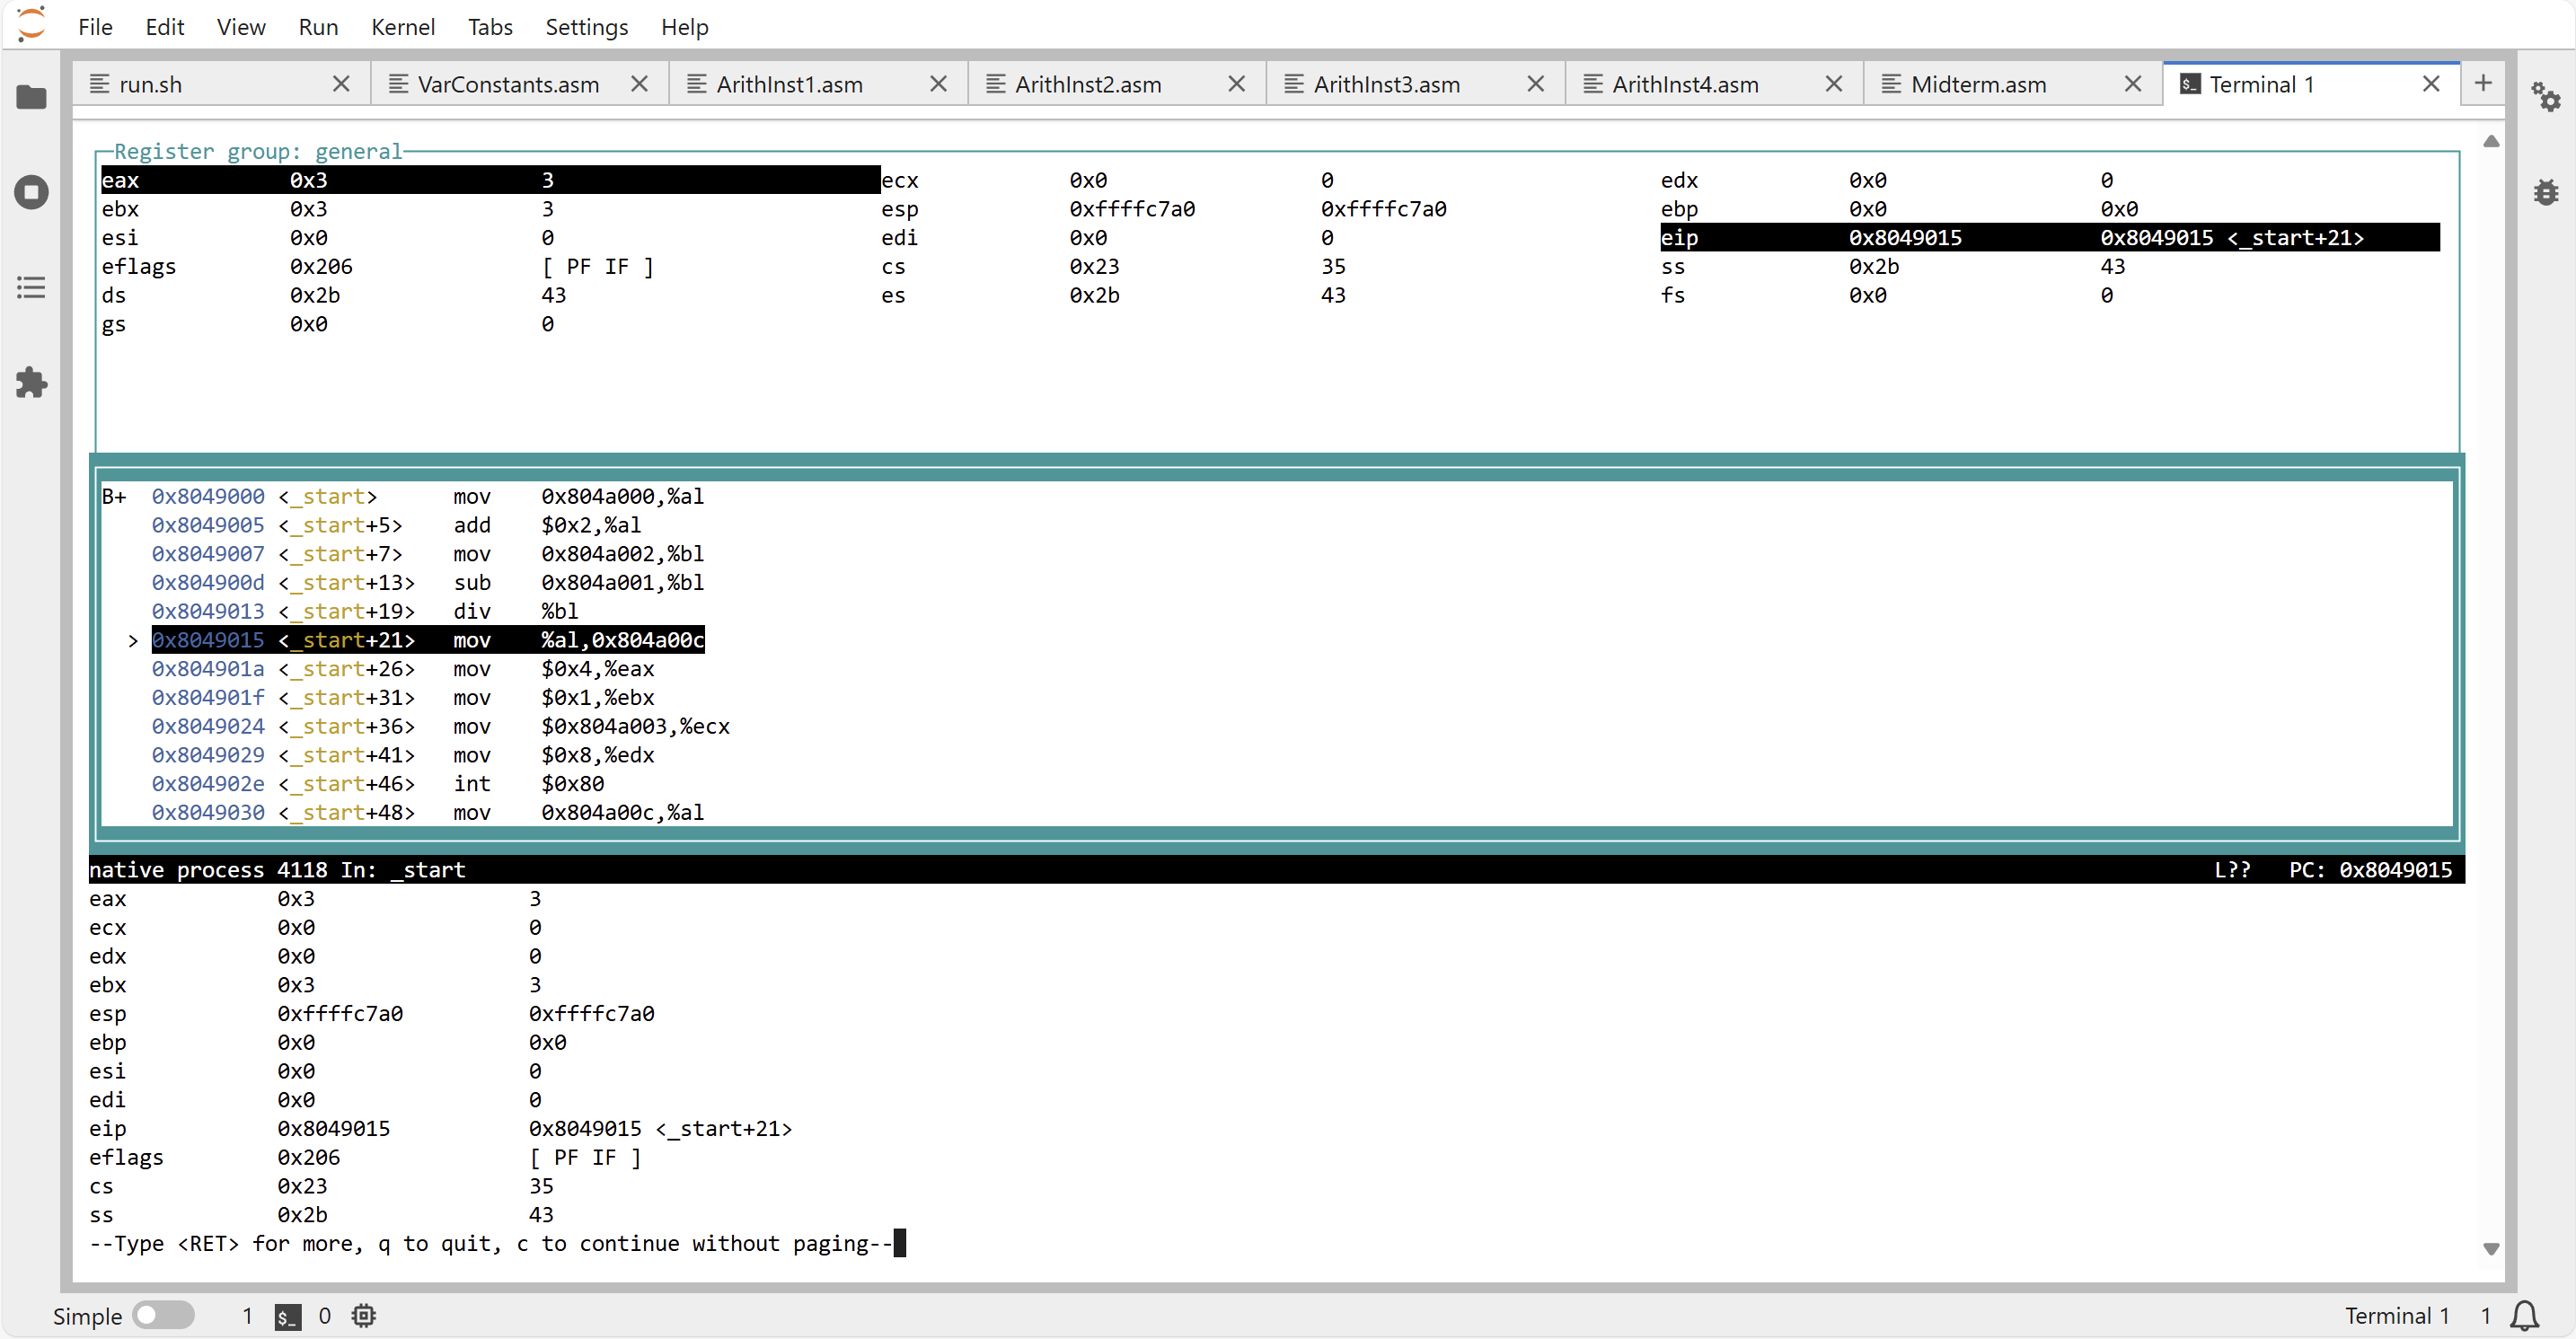 File Edit View Run Kernel Tabs Settings Help
run.sh VarConstants.asm ArithInst1.asm ArithInst2.asm ArithInst3.asm ArithInst4.asm Midterm.asm Terminal 1
Register group: general
eax 0x3 3 ecx 0x0 0 edx 0x0 0
ebx 0x3 3 esp 0xffffc7a0 0xffffc7a0 ebp 0x0 0x0
esi 0x0 0 edi 0x0 0 eip 0x8049015 0x8049015 <_start+21>
eflags 0x206 [ PF IF ] cs 0x23 35 ss 0x2b 43
ds 0x2b 43 es 0x2b 43 fs 0x0 0
gs 0x0 0
B+ 0x8049000 <_start> mov 0x804a000,%al
0x8049005 <_start+5> add $0x2,%al
0x8049007 <_start+7> mov 0x804a002,%bl
0x804900d <_start+13> sub 0x804a001,%bl
0x8049013 <_start+19> div %bl
> 0x8049015 <_start+21> mov %al,0x804a00c
0x804901a <_start+26> mov $0x4,%eax
0x804901f <_start+31> mov $0x1,%ebx
0x8049024 <_start+36> mov $0x804a003,%ecx
0x8049029 <_start+41> mov $0x8,%edx
0x804902e <_start+46> int $0x80
0x8049030 <_start+48> mov 0x804a00c,%al
native process 4118 In: _start L?? PC: 0x8049015
eax 0x3 3
ecx 0x0 0
edx 0x0 0
ebx 0x3 3
esp 0xffffc7a0 0xffffc7a0
ebp 0x0 0x0
esi 0x0 0
edi 0x0 0
eip 0x8049015 0x8049015 <_start+21>
eflags 0x206 [ PF IF ]
cs 0x23 35
ss 0x2b 43
--Type <RET> for more, q to quit, c to continue without paging--
Simple 1 $_ 0 Terminal 1 1